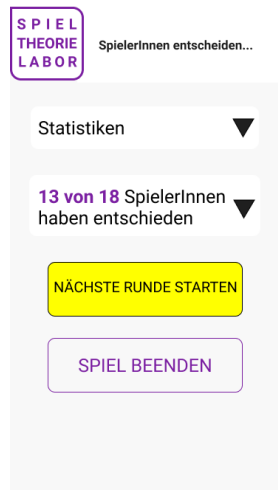 SPIEL
THEORIE
LABOR
SpielerInnen entscheiden...
Statistiken
13 von 18 SpielerInnen
haben entschieden
NÄCHSTE RUNDE STARTEN
SPIEL BEENDEN